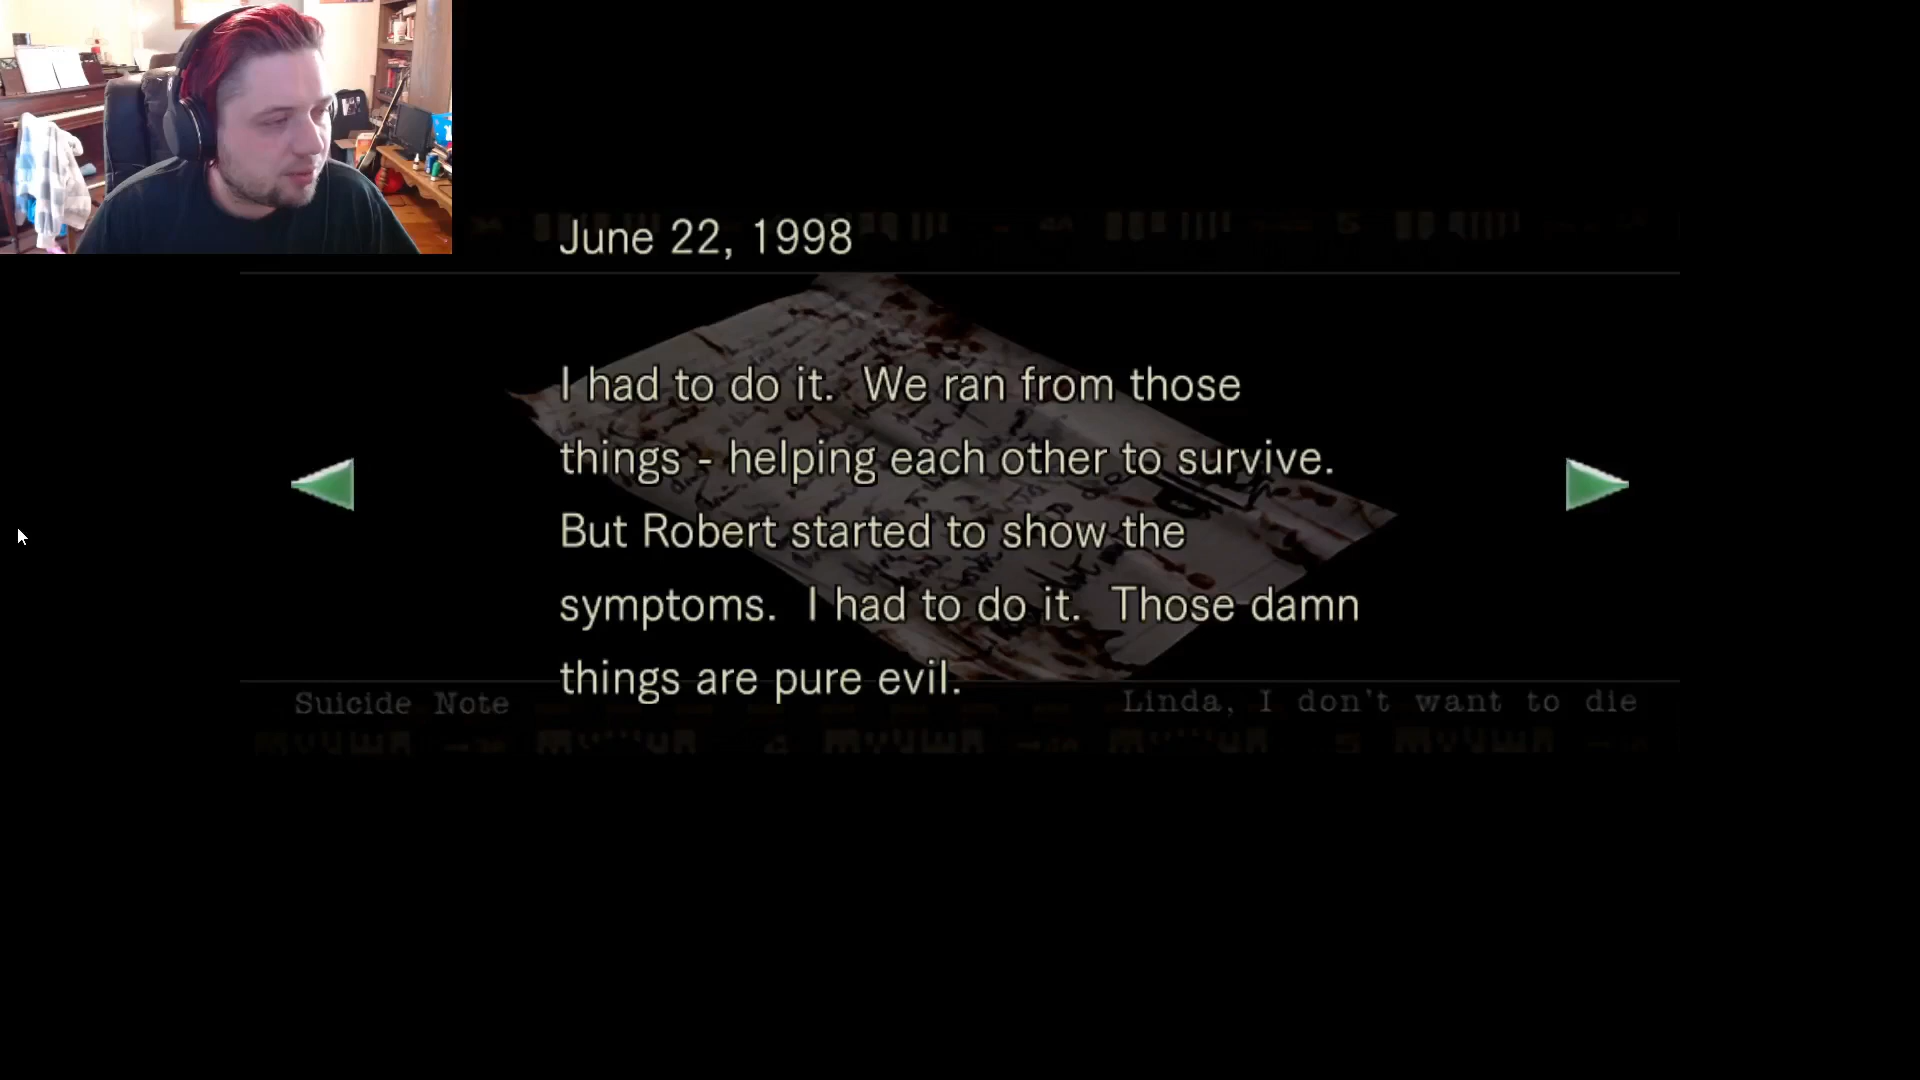 June 22, 1998
I had to do it. We ran from those
things - helping each other to survive.
But Robert started to show the
symptoms. I had to do it. Those damn
things are pure evil.
Suicide Note
Linda, I don't want to die